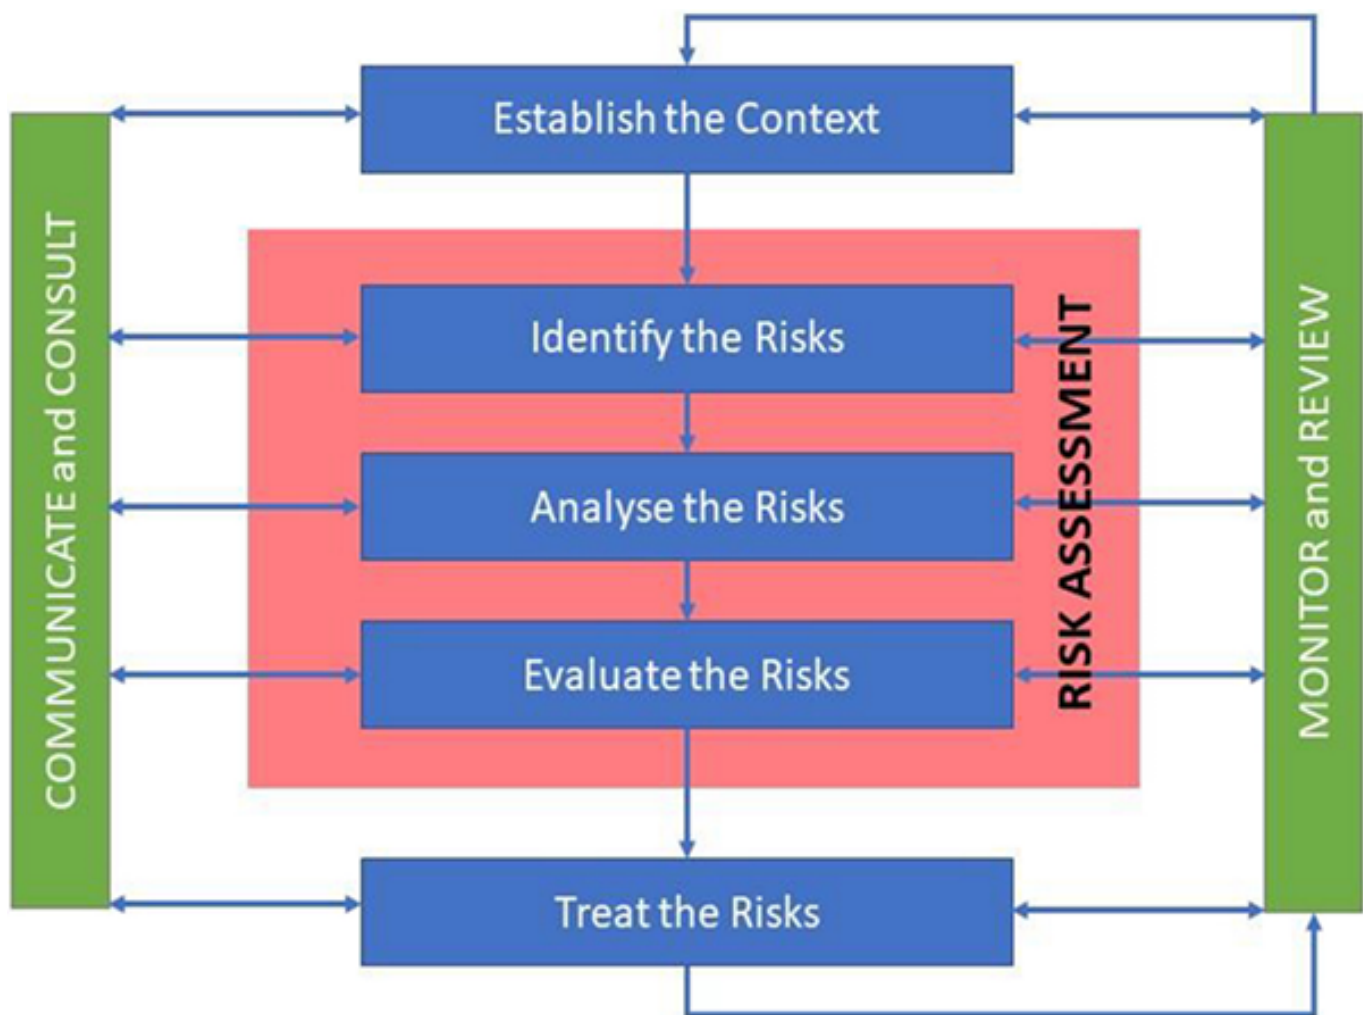 Establish the Context
COMMUNICATE and CONSULT
Identify the Risks
Analyse the Risks
Evaluate the Risks
RISK ASSESSMENT
MONITOR and REVIEW
Treat the Risks